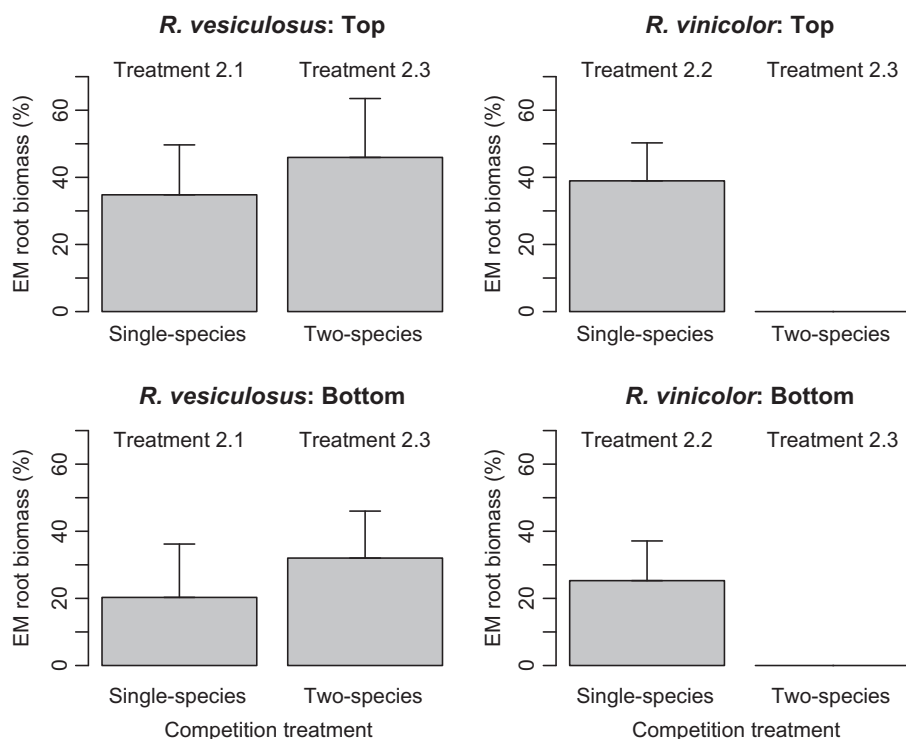 R. vesiculosus: Top
Treatment 2.1 Treatment 2.3
EM root biomass (%)
0 20 40 60
Single-species Two-species
R. vinicolor: Top
Treatment 2.2 Treatment 2.3
EM root biomass (%)
0 20 40 60
Single-species Two-species
R. vesiculosus: Bottom
Treatment 2.1 Treatment 2.3
EM root biomass (%)
0 20 40 60
Single-species Two-species
Competition treatment
R. vinicolor: Bottom
Treatment 2.2 Treatment 2.3
EM root biomass (%)
0 20 40 60
Single-species Two-species
Competition treatment